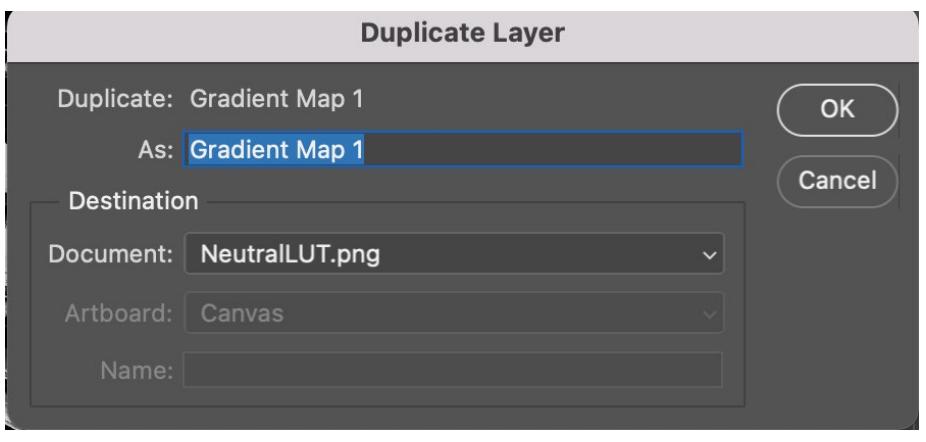 Duplicate Layer
Duplicate: Gradient Map 1
As: Gradient Map 1
OK
Cancel
Destination
Document: NeutralLUT.png
Artboard: Canvas
Name: